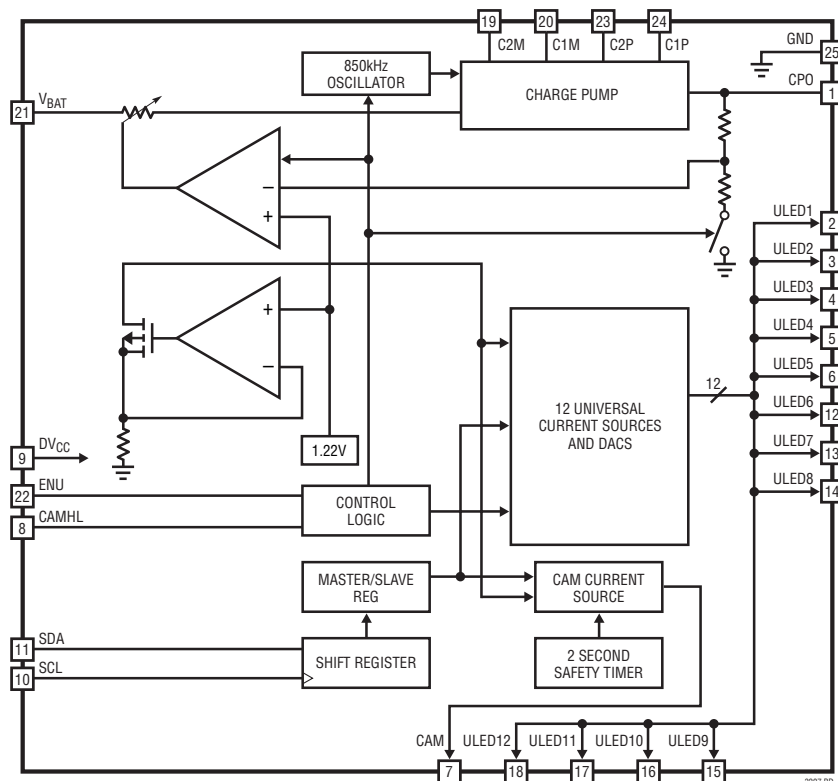 19
20
23
24
C2M
C1M
C2P
C1P
GND
25
850kHz
OSCILLATOR
CHARGE PUMP
CPO
1
21
VBAT
–
+
ULED1
2
ULED2
3
ULED3
4
ULED4
5
ULED5
6
ULED6
12
ULED7
13
ULED8
14
+
–
12
12 UNIVERSAL
CURRENT SOURCES
AND DACS
1.22V
9
DVCC
22
ENU
8
CAMHL
CONTROL
LOGIC
MASTER/SLAVE
REG
CAM CURRENT
SOURCE
11
SDA
10
SCL
SHIFT REGISTER
2 SECOND
SAFETY TIMER
CAM
ULED12
ULED11
ULED10
ULED9
7
18
17
16
15